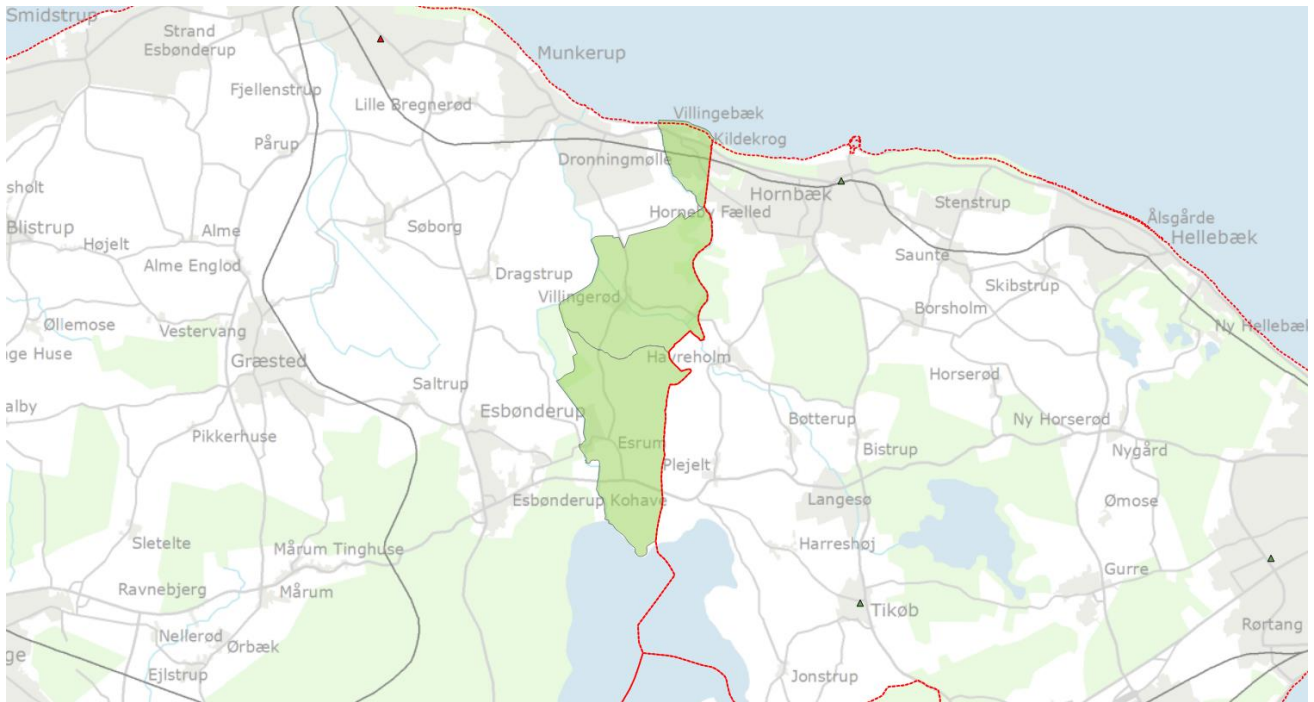 Smidstrup
Strand
Esbønderup
Munkerup
Fjellenstrup
Lille Bregnerød
Villingebæk
Pårup
Kildekrog
Dronningmølle
sholt
Hornbæk
Stenstrup
Blistrup
Alme
Søborg
Horneby Fælled
Ålsgårde
Højelt
Hellebæk
Alme Englod
Dragstrup
Saunte
Skibstrup
Villingerød
Øllemose
Vestervang
Borsholm
Ny Hellebæk
nge Huse
Græsted
Havreholm
Saltrup
Horserød
alby
Esbønderup
Bøtterup
Ny Horserød
Pikkerhuse
Esrum
Bistrup
Nygård
Plejelt
Esbønderup Kohave
Langesø
Ømose
Sletelte
Mårum Tinghuse
Harreshøj
Gurre
Ravnebjerg
Mårum
Tikøb
Nellerød
Rørtang
Ørbæk
ge
Ejlstrup
Jonstrup